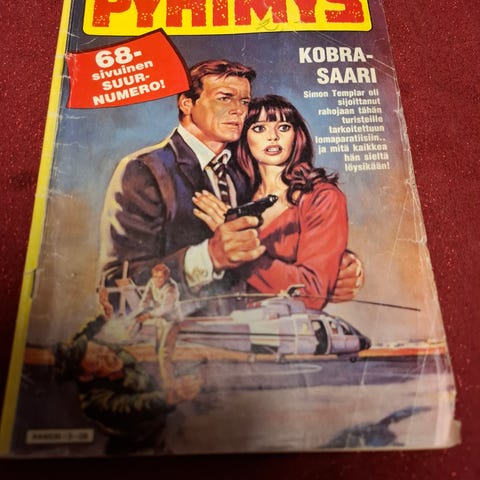 PYHIMYS
68-
sivuinen
SUUR-
NUMERO!
KOBRA-
SAARI
Simon Templar oli
sijoittanut
rahojaan tähän
turisteille
tarkoitettuun
lomaparatiisiin..
ja mitä kaikkea
hän sieltä
löysikään!